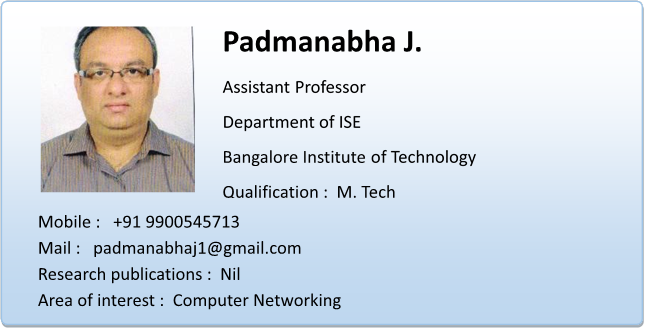 Padmanabha J.
Assistant Professor
Department of ISE
Bangalore Institute of Technology
Qualification :  M. Tech
Mobile :   +91 9900545713
Mail :   padmanabhaj1@gmail.com
Research publications :  Nil
Area of interest :  Computer Networking